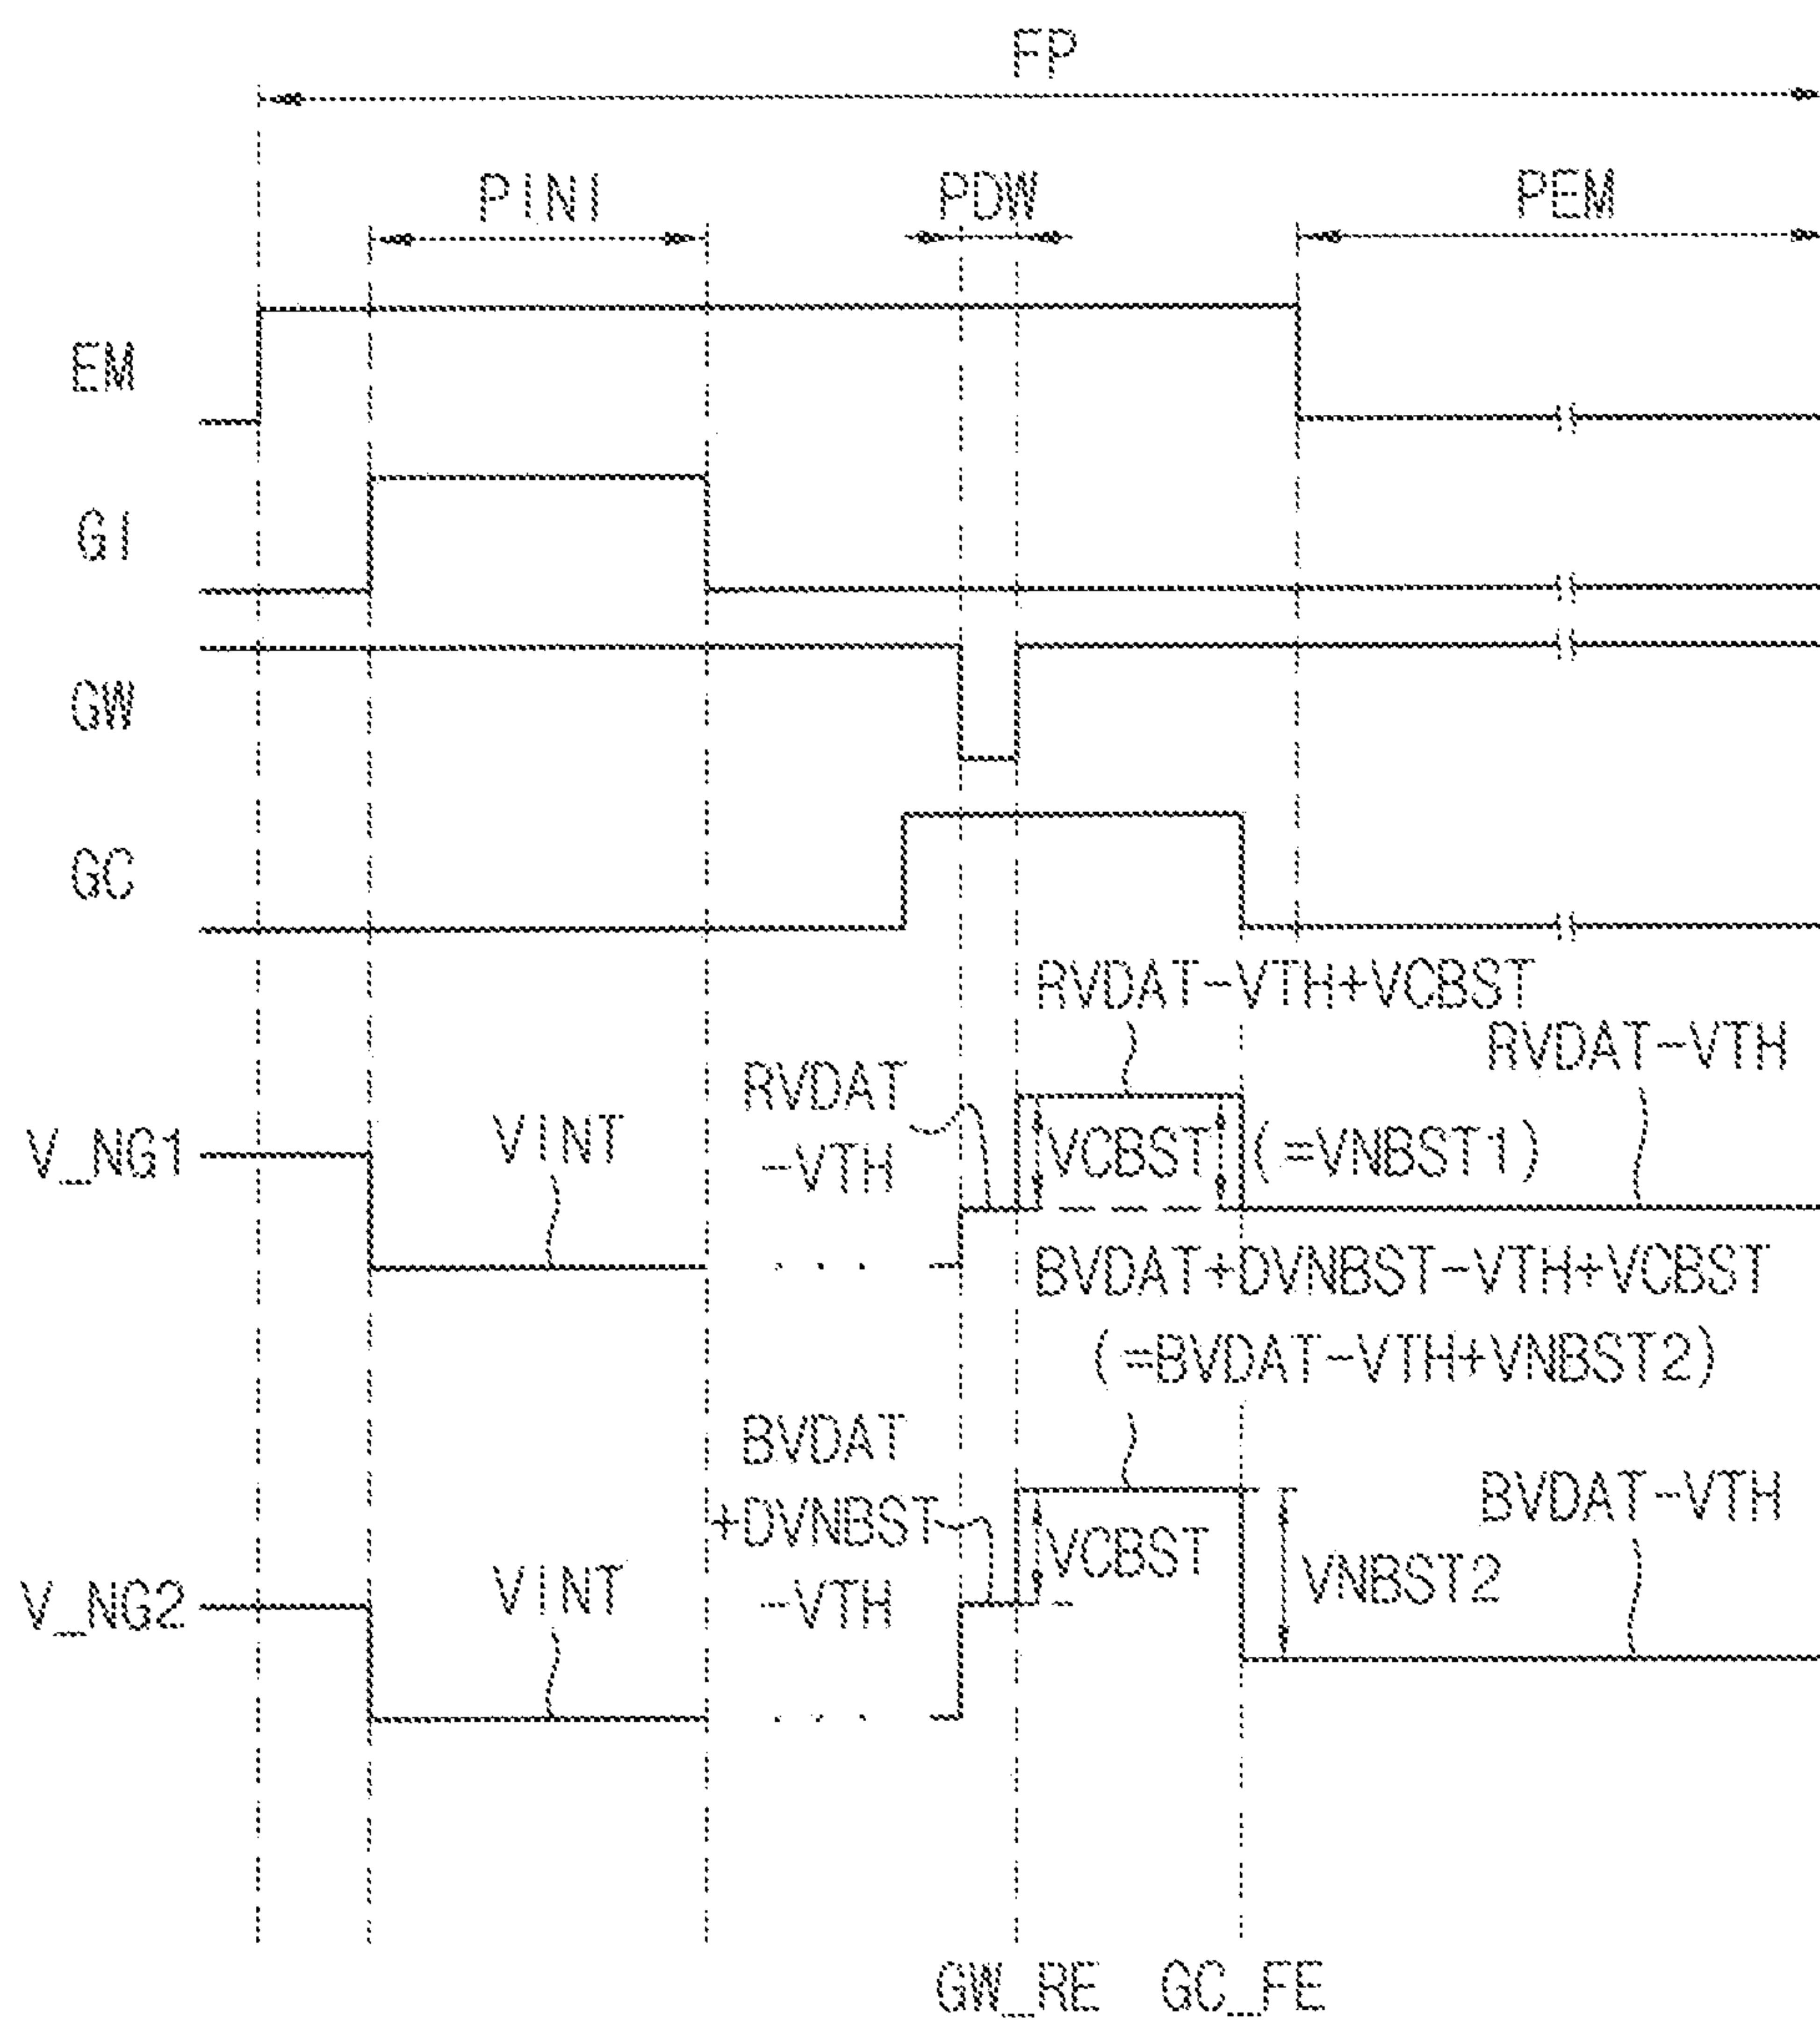 FP
PINI
PDW
PEM
EM
GI
GW
GC
RVDAT-VTH+VCBST
RVDAT-VTH
RVDAT
-VTH
V_NG1
VINT
VCBST
(=VNBST1)
BVDAT+DVNBST-VTH+VCBST
(=BVDAT-VTH+VNBST2)
BVDAT
+DVNBST
-VTH
BVDAT-VTH
V_NG2
VINT
VCBST
VNBST2
GW_RE
GC_FE